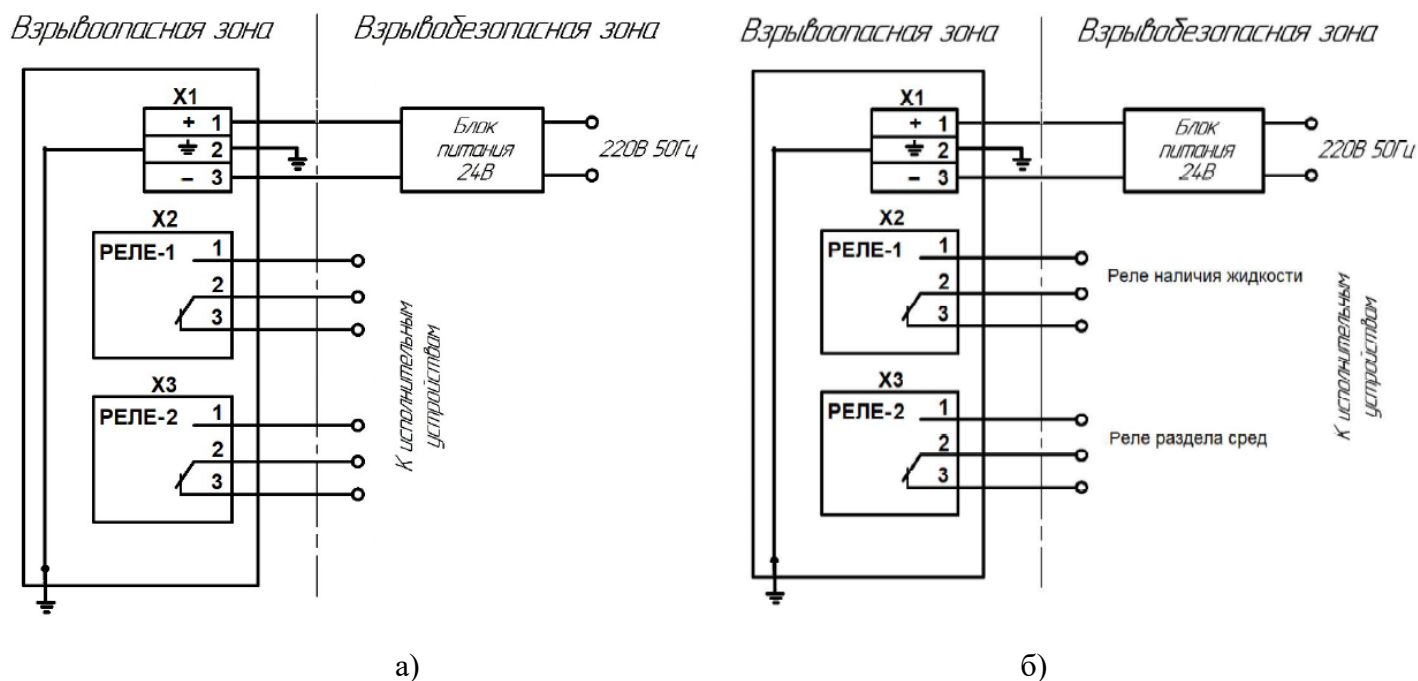 Взрывоопасная зона
Взрывобезопасная зона
X1
+ 1
2
– 3
Блок
питания
24В
220В 50Гц
X2
РЕЛЕ-1
1
2
3
X3
РЕЛЕ-2
1
2
3
К исполнительным
устройствам
а)
Взрывоопасная зона
Взрывобезопасная зона
X1
+ 1
2
– 3
Блок
питания
24В
220В 50Гц
X2
РЕЛЕ-1
1
2
3
Реле наличия жидкости
X3
РЕЛЕ-2
1
2
3
Реле раздела сред
К исполнительным
устройствам
б)